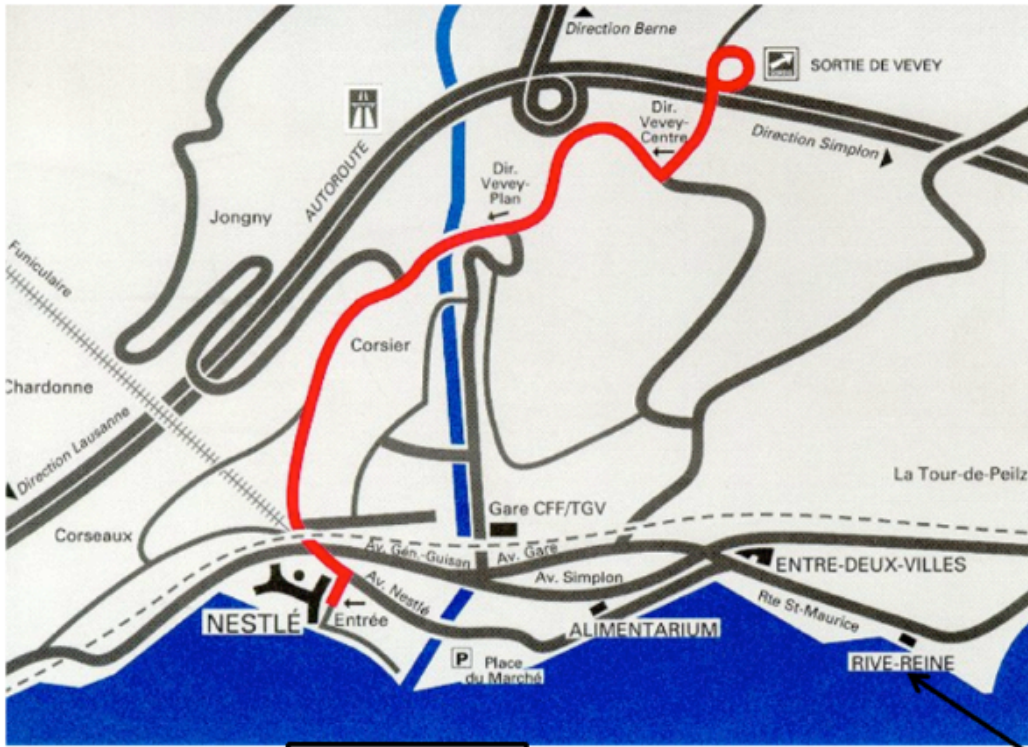 Direction Berne
SORTIE DE VEVEY
Dir.
Vevey-
Centre
Direction Simplon
Dir.
Vevey-
Plan
AUTOROUTE
Jongny
Funiculaire
Corsier
Chardonne
Direction Lausanne
La Tour-de-Peilz
Gare CFF/TGV
Corseaux
Av. Gén.-Guisan
Av. Gare
Av. Simplon
ENTRE-DEUX-VILLES
Av. Nestlé
Rte St-Maurice
NESTLÉ
Entrée
ALIMENTARIUM
P
Place
du Marché
RIVE-REINE